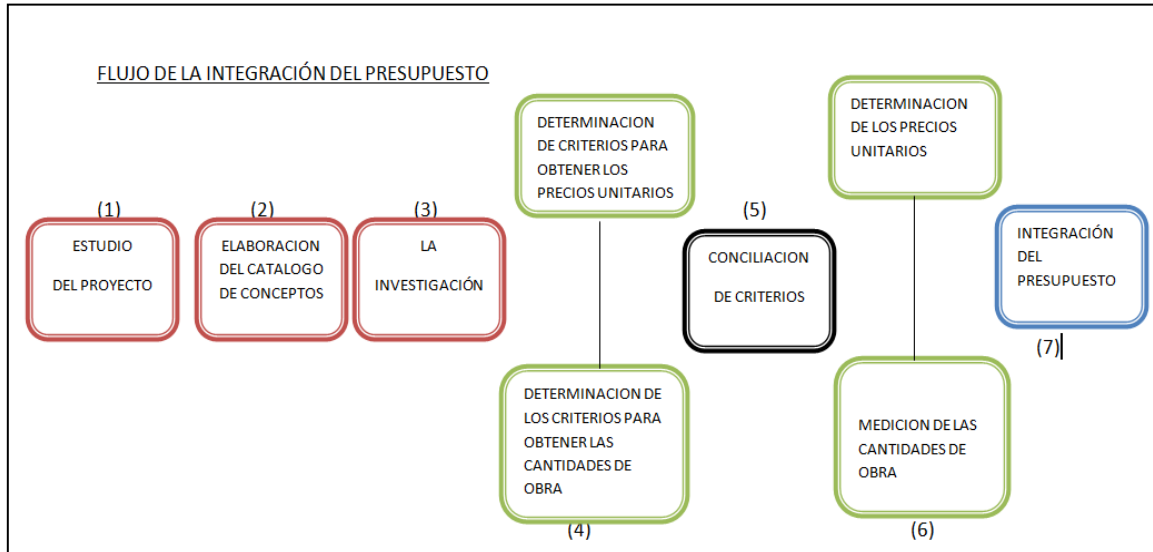 FLUJO DE LA INTEGRACIÓN DEL PRESUPUESTO
(1)
ESTUDIO
DEL PROYECTO
(2)
ELABORACION
DEL CATALOGO
DE CONCEPTOS
(3)
LA
INVESTIGACIÓN
DETERMINACION
DE CRITERIOS PARA
OBTENER LOS
PRECIOS UNITARIOS
DETERMINACION DE
LOS CRITERIOS PARA
OBTENER LAS
CANTIDADES DE
OBRA
(4)
(5)
CONCILIACION
DE CRITERIOS
DETERMINACION
DE LOS PRECIOS
UNITARIOS
MEDICION DE LAS
CANTIDADES DE
OBRA
(6)
INTEGRACIÓN
DEL
PRESUPUESTO
(7)